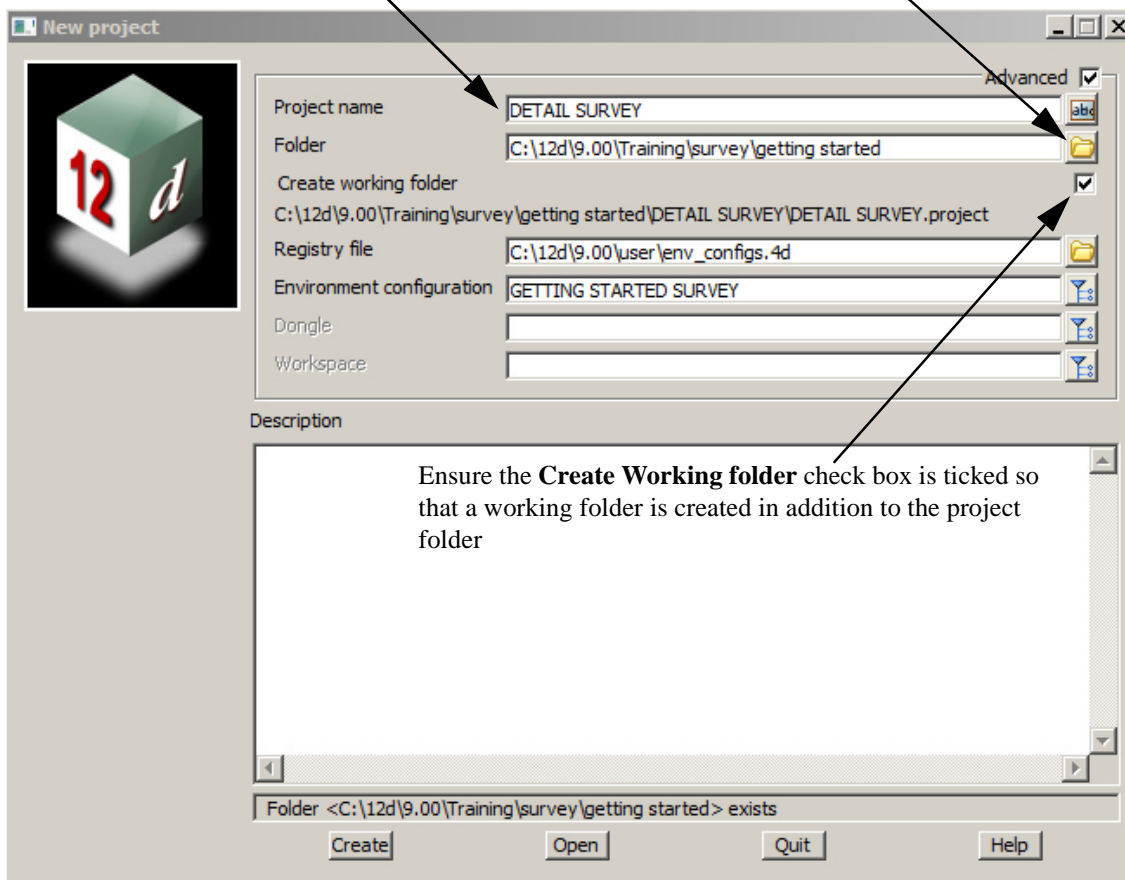 New project
12 d
Advanced
Project name DETAIL SURVEY abc
Folder C:\12d\9.00\Training\survey\getting started
Create working folder
C:\12d\9.00\Training\survey\getting started\DETAIL SURVEY\DETAIL SURVEY.project
Registry file C:\12d\9.00\user\env_configs.4d
Environment configuration GETTING STARTED SURVEY
Dongle
Workspace
Description
Ensure the Create Working folder check box is ticked so
that a working folder is created in addition to the project
folder
Folder <C:\12d\9.00\Training\survey\getting started> exists
Create Open Quit Help